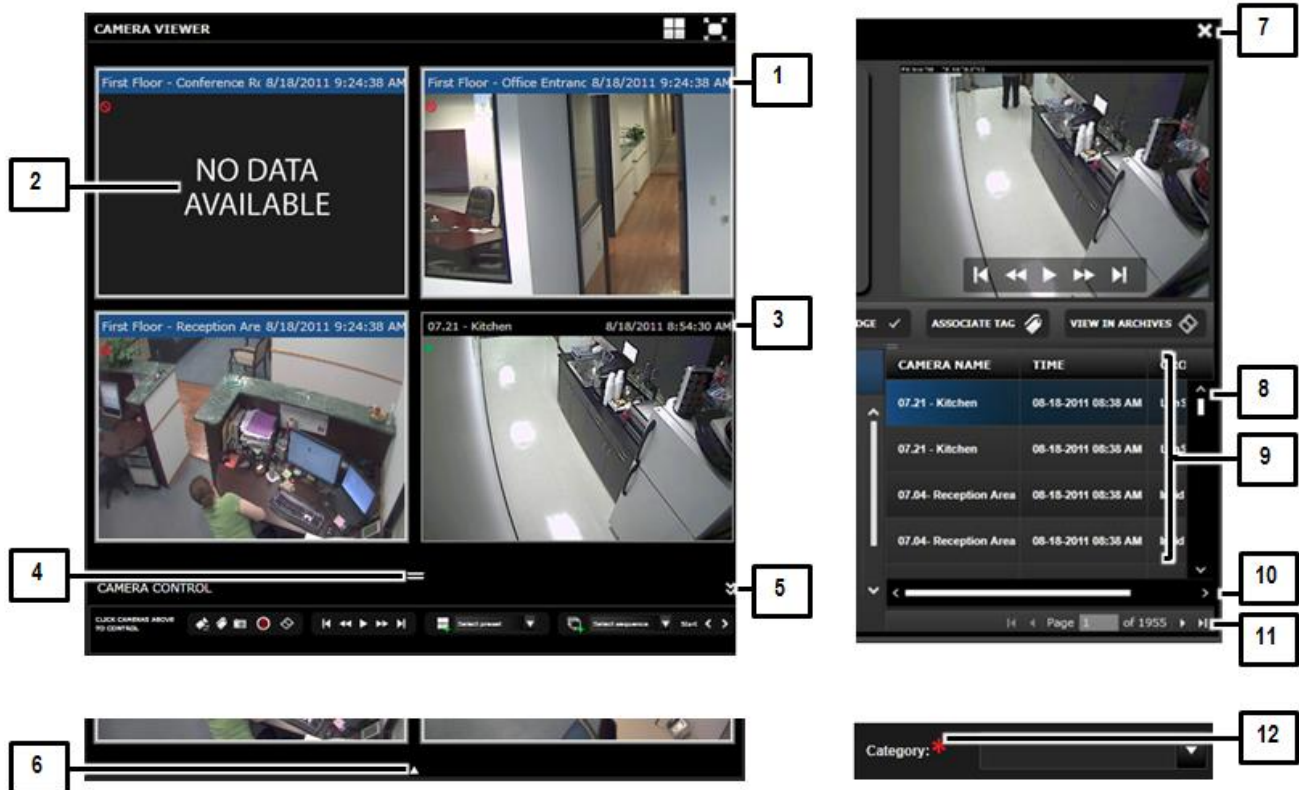 CAMERA VIEWER
First Floor - Conference Rc 8/18/2011 9:24:38 AM
First Floor - Office Entranc 8/18/2011 9:24:38 AM
1
2
NO DATA
AVAILABLE
First Floor - Reception Are 8/18/2011 9:24:38 AM
07.21 - Kitchen 8/18/2011 8:54:30 AM
3
4
CAMERA CONTROL
5
CLICK CAMERAS ABOVE
TO CONTROL
Select preset
Select sequence
Start
6
7
DGE
ASSOCIATE TAG
VIEW IN ARCHIVES
CAMERA NAME TIME
07.21 - Kitchen 08-18-2011 08:38 AM
8
07.21 - Kitchen 08-18-2011 08:38 AM
9
07.04- Reception Area 08-18-2011 08:38 AM
07.04- Reception Area 08-18-2011 08:38 AM
10
Page 1 of 1955
11
Category:*
12